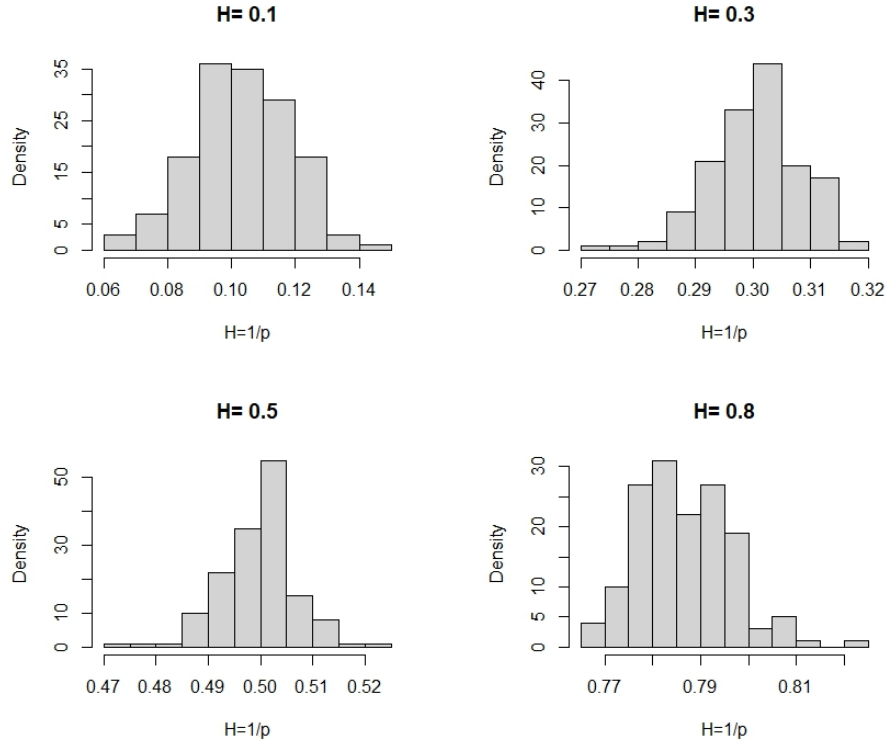 H= 0.1
Density
0 5 15 25 35
0.06 0.08 0.10 0.12 0.14
H=1/p
H= 0.3
Density
0 10 20 30 40
0.27 0.28 0.29 0.30 0.31 0.32
H=1/p
H= 0.5
Density
0 10 30 50
0.47 0.48 0.49 0.50 0.51 0.52
H=1/p
H= 0.8
Density
0 5 10 20 30
0.77 0.79 0.81
H=1/p